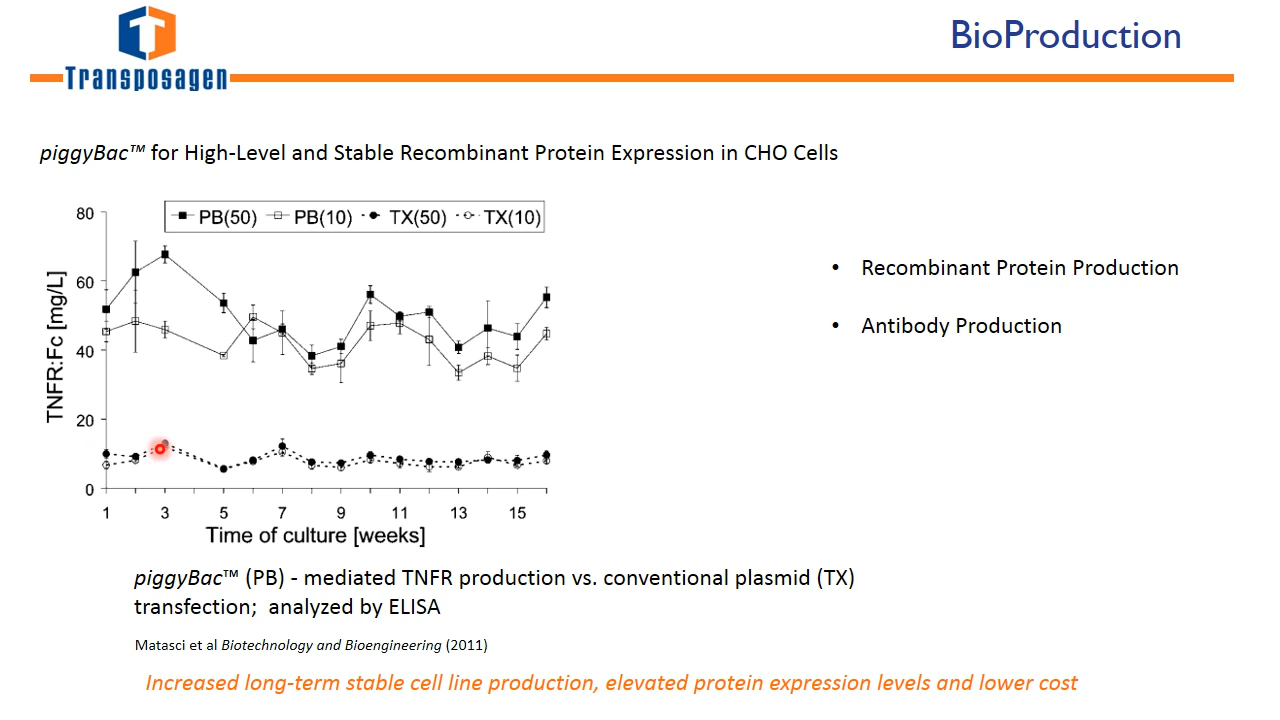 T
Transposagen
BioProduction
piggyBac™ for High-Level and Stable Recombinant Protein Expression in CHO Cells
PB(50) PB(10) TX(50) TX(10)
80
60
40
20
0
TNFR:Fc [mg/L]
1 3 5 7 9 11 13 15
Time of culture [weeks]
• Recombinant Protein Production
• Antibody Production
piggyBac™ (PB) - mediated TNFR production vs. conventional plasmid (TX)
transfection; analyzed by ELISA
Matasci et al Biotechnology and Bioengineering (2011)
Increased long-term stable cell line production, elevated protein expression levels and lower cost